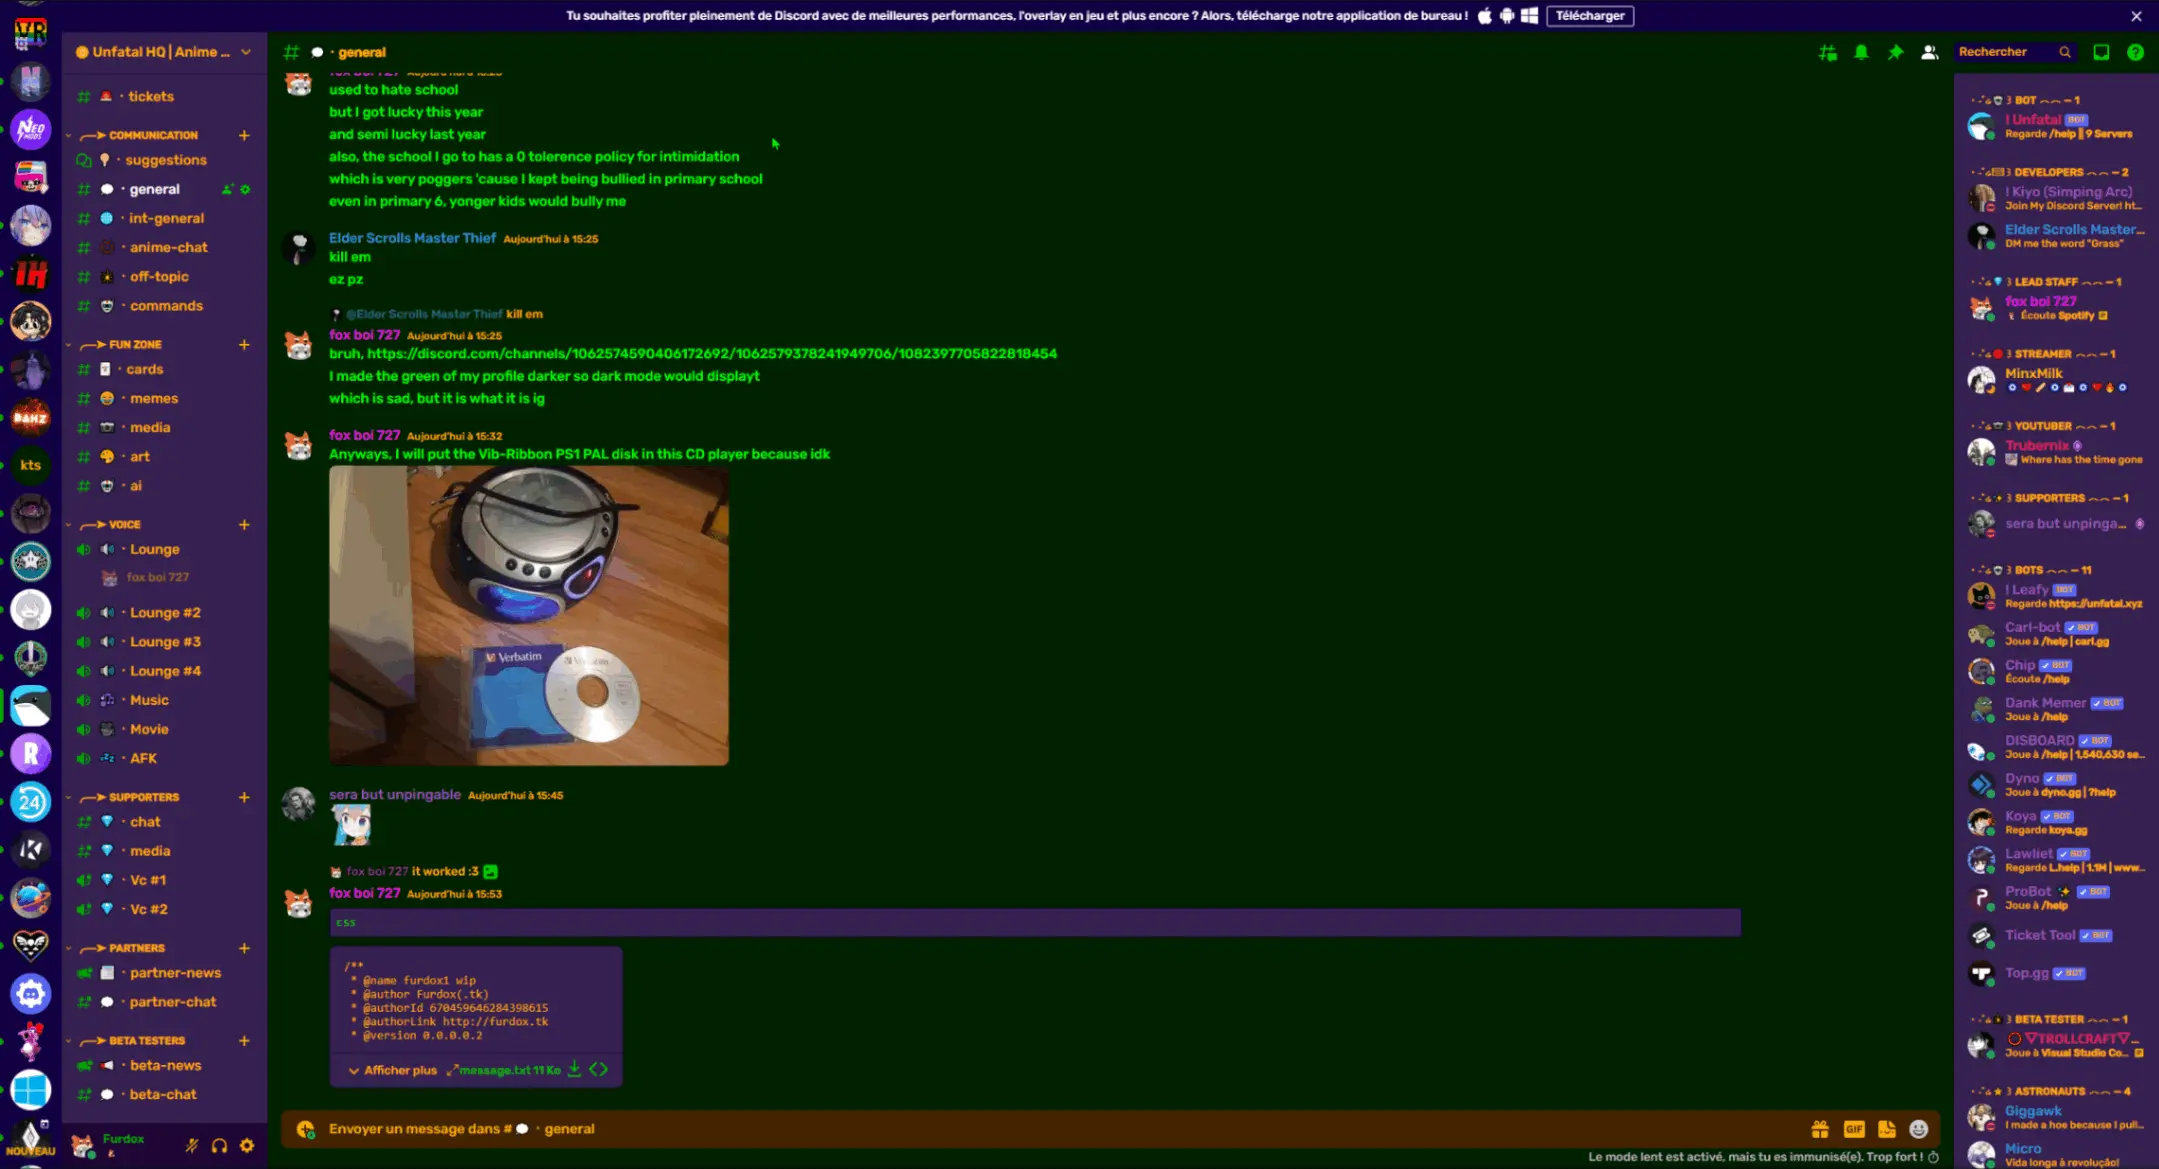 Tu souhaites profiter pleinement de Discord avec de meilleures performances, l'overlay en jeu et plus encore ? Alors, télécharge notre application de bureau !
Télécharger
Unfatal HQ | Anime ...
· general
Rechercher
· tickets
COMMUNICATION
· suggestions
· general
· int-general
· anime-chat
· off-topic
· commands
FUN ZONE
· cards
· memes
· media
· art
· ai
VOICE
· Lounge
fox boi 727
· Lounge #2
· Lounge #3
· Lounge #4
· Music
· Movie
· AFK
SUPPORTERS
· chat
· media
· Vc #1
· Vc #2
PARTNERS
· partner-news
· partner-chat
BETA TESTERS
· beta-news
· beta-chat
Furdox
NEO MODS
kts
24
NOUVEAU
fox boi 727 Aujourd'hui à 15:23
used to hate school
but I got lucky this year
and semi lucky last year
also, the school I go to has a 0 tolerence policy for intimidation
which is very poggers 'cause I kept being bullied in primary school
even in primary 6, yonger kids would bully me
Elder Scrolls Master Thief Aujourd'hui à 15:25
kill em
ez pz
@Elder Scrolls Master Thief kill em
fox boi 727 Aujourd'hui à 15:25
bruh, https://discord.com/channels/1062574590406172692/1062579378241949706/1082397705822818454
I made the green of my profile darker so dark mode would displayt
which is sad, but it is what it is ig
fox boi 727 Aujourd'hui à 15:32
Anyways, I will put the Vib-Ribbon PS1 PAL disk in this CD player because idk
Verbatim
Verbatim
sera but unpingable Aujourd'hui à 15:45
fox boi 727 it worked :3
fox boi 727 Aujourd'hui à 15:53
css
/**
* @name furdox1 wip
* @author Furdox(.tk)
* @authorId 670459646284398615
* @authorLink http://furdox.tk
* @version 0.0.0.0.2
Afficher plus message.txt 11 Ko
Envoyer un message dans # · general
GIF
Le mode lent est activé, mais tu es immunisé(e). Trop fort !
BOT — 1
! Unfatal BOT
Regarde /help || 9 Servers
DEVELOPERS — 2
! Kiyo (Simping Arc)
Join My Discord Server! ht...
Elder Scrolls Master...
DM me the word "Grass"
LEAD STAFF — 1
fox boi 727
Écoute Spotify
STREAMER — 1
MinxMilk
YOUTUBER — 1
Trubernix
Where has the time gone
SUPPORTERS — 1
sera but unpinga...
BOTS — 11
! Leafy BOT
Regarde https://unfatal.xyz
Carl-bot BOT
Joue à /help | carl.gg
Chip BOT
Écoute /help
Dank Memer BOT
Joue à /help
DISBOARD BOT
Joue à /help | 1,540,630 se...
Dyno BOT
Joue à dyno.gg | ?help
Koya BOT
Regarde koya.gg
Lawliet BOT
Regarde L.help | 1.1M | www...
ProBot BOT
Joue à /help
Ticket Tool BOT
Top.gg BOT
BETA TESTER — 1
TROLLCRAFT ...
Joue à Visual Studio Co...
ASTRONAUTS — 4
Giggawk
I made a hoe because I pull...
Micro
Vida longa à revolução!